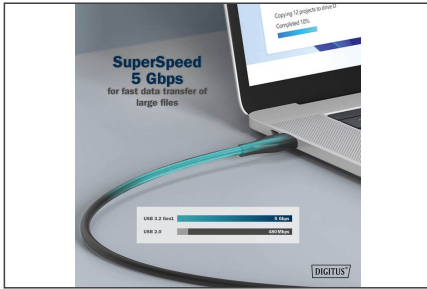 Copying 12 projects to drive D
Completed 10%
SuperSpeed
5 Gbps
for fast data transfer of
large files
USB 3.2 Gen1
5 Gbps
USB 2.0
480 Mbps
DIGITUS®